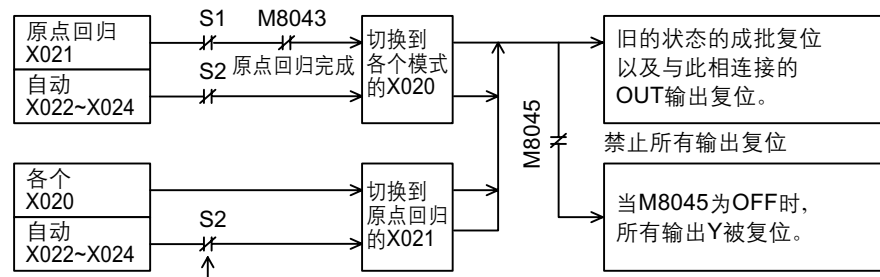 原点回归
X021
自动
X022~X024
S1
M8043
原点回归完成
S2
切换到
各个模式
的X020
旧的状态的成批复位
以及与此相连接的
OUT输出复位。
M8045
禁止所有输出复位
各个
X020
自动
X022~X024
S2
切换到
原点回归
的X021
当M8045为OFF时,
所有输出Y被复位。